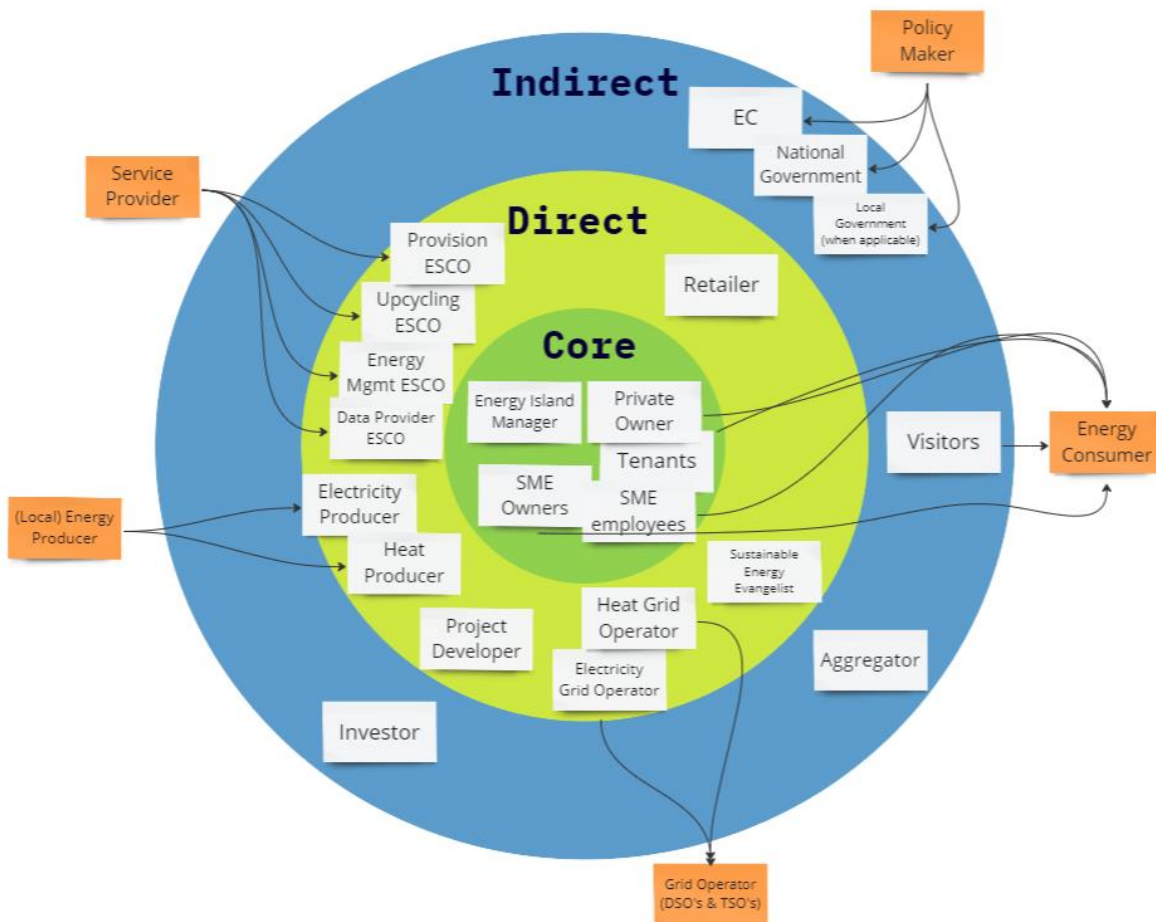 Policy
Maker
Indirect
EC
National
Government
Local
Government
(when applicable)
Service
Provider
Direct
Provision
ESCO
Upcycling
ESCO
Energy
Mgmt ESCO
Data Provider
ESCO
Retailer
Core
Energy Island
Manager
Private
Owner
Tenants
SME
Owners
SME
employees
Visitors
Energy
Consumer
(Local) Energy
Producer
Electricity
Producer
Heat
Producer
Sustainable
Energy
Evangelist
Project
Developer
Heat Grid
Operator
Electricity
Grid Operator
Aggregator
Investor
Grid Operator
(DSO's & TSO's)